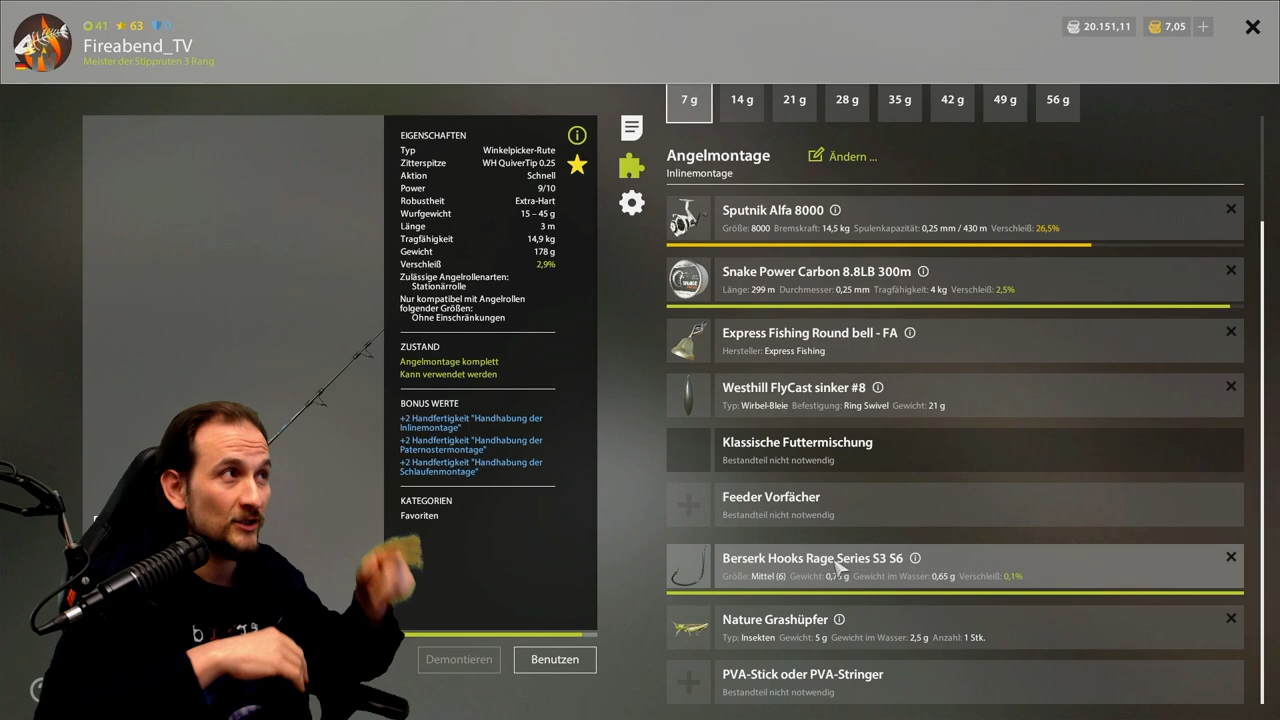 41 63 0
Fireabend_TV
Meister der Stippruten 3 Rang
20.151,11 7,05 +
EIGENSCHAFTEN
Typ Winkelpicker-Rute
Zitterspitze WH QuiverTip 0.25
Aktion Schnell
Power 9/10
Robustheit Extra-Hart
Wurfgewicht 15 – 45 g
Länge 3 m
Tragfähigkeit 14,9 kg
Gewicht 178 g
Verschleiß 2,9%
Zulässige Angelrollenarten:
Stationärrolle
Nur kompatibel mit Angelrollen
folgender Größen:
Ohne Einschränkungen
ZUSTAND
Angelmontage komplett
Kann verwendet werden
BONUS WERTE
+2 Handfertigkeit "Handhabung der
Inlinemontage"
+2 Handfertigkeit "Handhabung der
Paternostermontage"
+2 Handfertigkeit "Handhabung der
Schlaufenmontage"
KATEGORIEN
Favoriten
Demontieren Benutzen
7 g 14 g 21 g 28 g 35 g 42 g 49 g 56 g
Angelmontage Ändern ...
Inlinemontage
Sputnik Alfa 8000
Größe: 8000 Bremskraft: 14,5 kg Spulenkapazität: 0,25 mm / 430 m Verschleiß: 26,5%
Snake Power Carbon 8.8LB 300m
Länge: 299 m Durchmesser: 0,25 mm Tragfähigkeit: 4 kg Verschleiß: 2,5%
Express Fishing Round bell - FA
Hersteller: Express Fishing
Westhill FlyCast sinker #8
Typ: Wirbel-Bleie Befestigung: Ring Swivel Gewicht: 21 g
Klassische Futtermischung
Bestandteil nicht notwendig
Feeder Vorfächer
Bestandteil nicht notwendig
Berserk Hooks Rage Series S3 S6
Größe: Mittel (6) Gewicht: g Gewicht im Wasser: 0,65 g Verschleiß: 0,1%
Nature Grashüpfer
Typ: Insekten Gewicht: 5 g Gewicht im Wasser: 2,5 g Anzahl: 1 Stk.
PVA-Stick oder PVA-Stringer
Bestandteil nicht notwendig